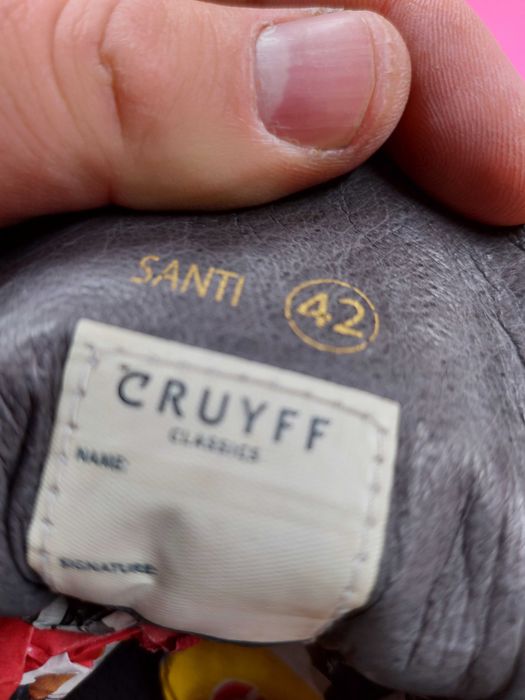 SANTI 42
CRUYFF
CLASSICS
NAME:
SIGNATURE: